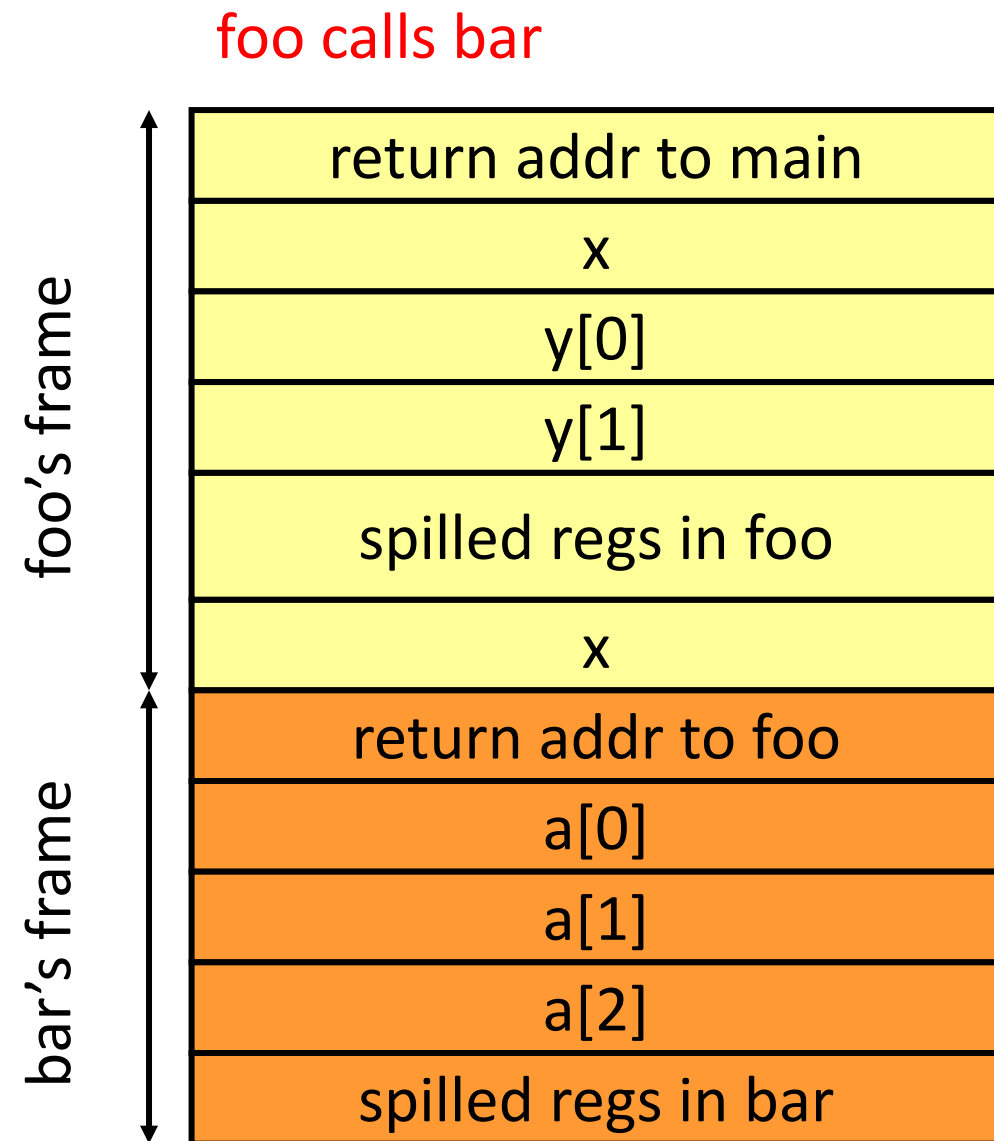 foo calls bar
foo’s frame
return addr to main
x
y[0]
y[1]
spilled regs in foo
x
bar’s frame
return addr to foo
a[0]
a[1]
a[2]
spilled regs in bar